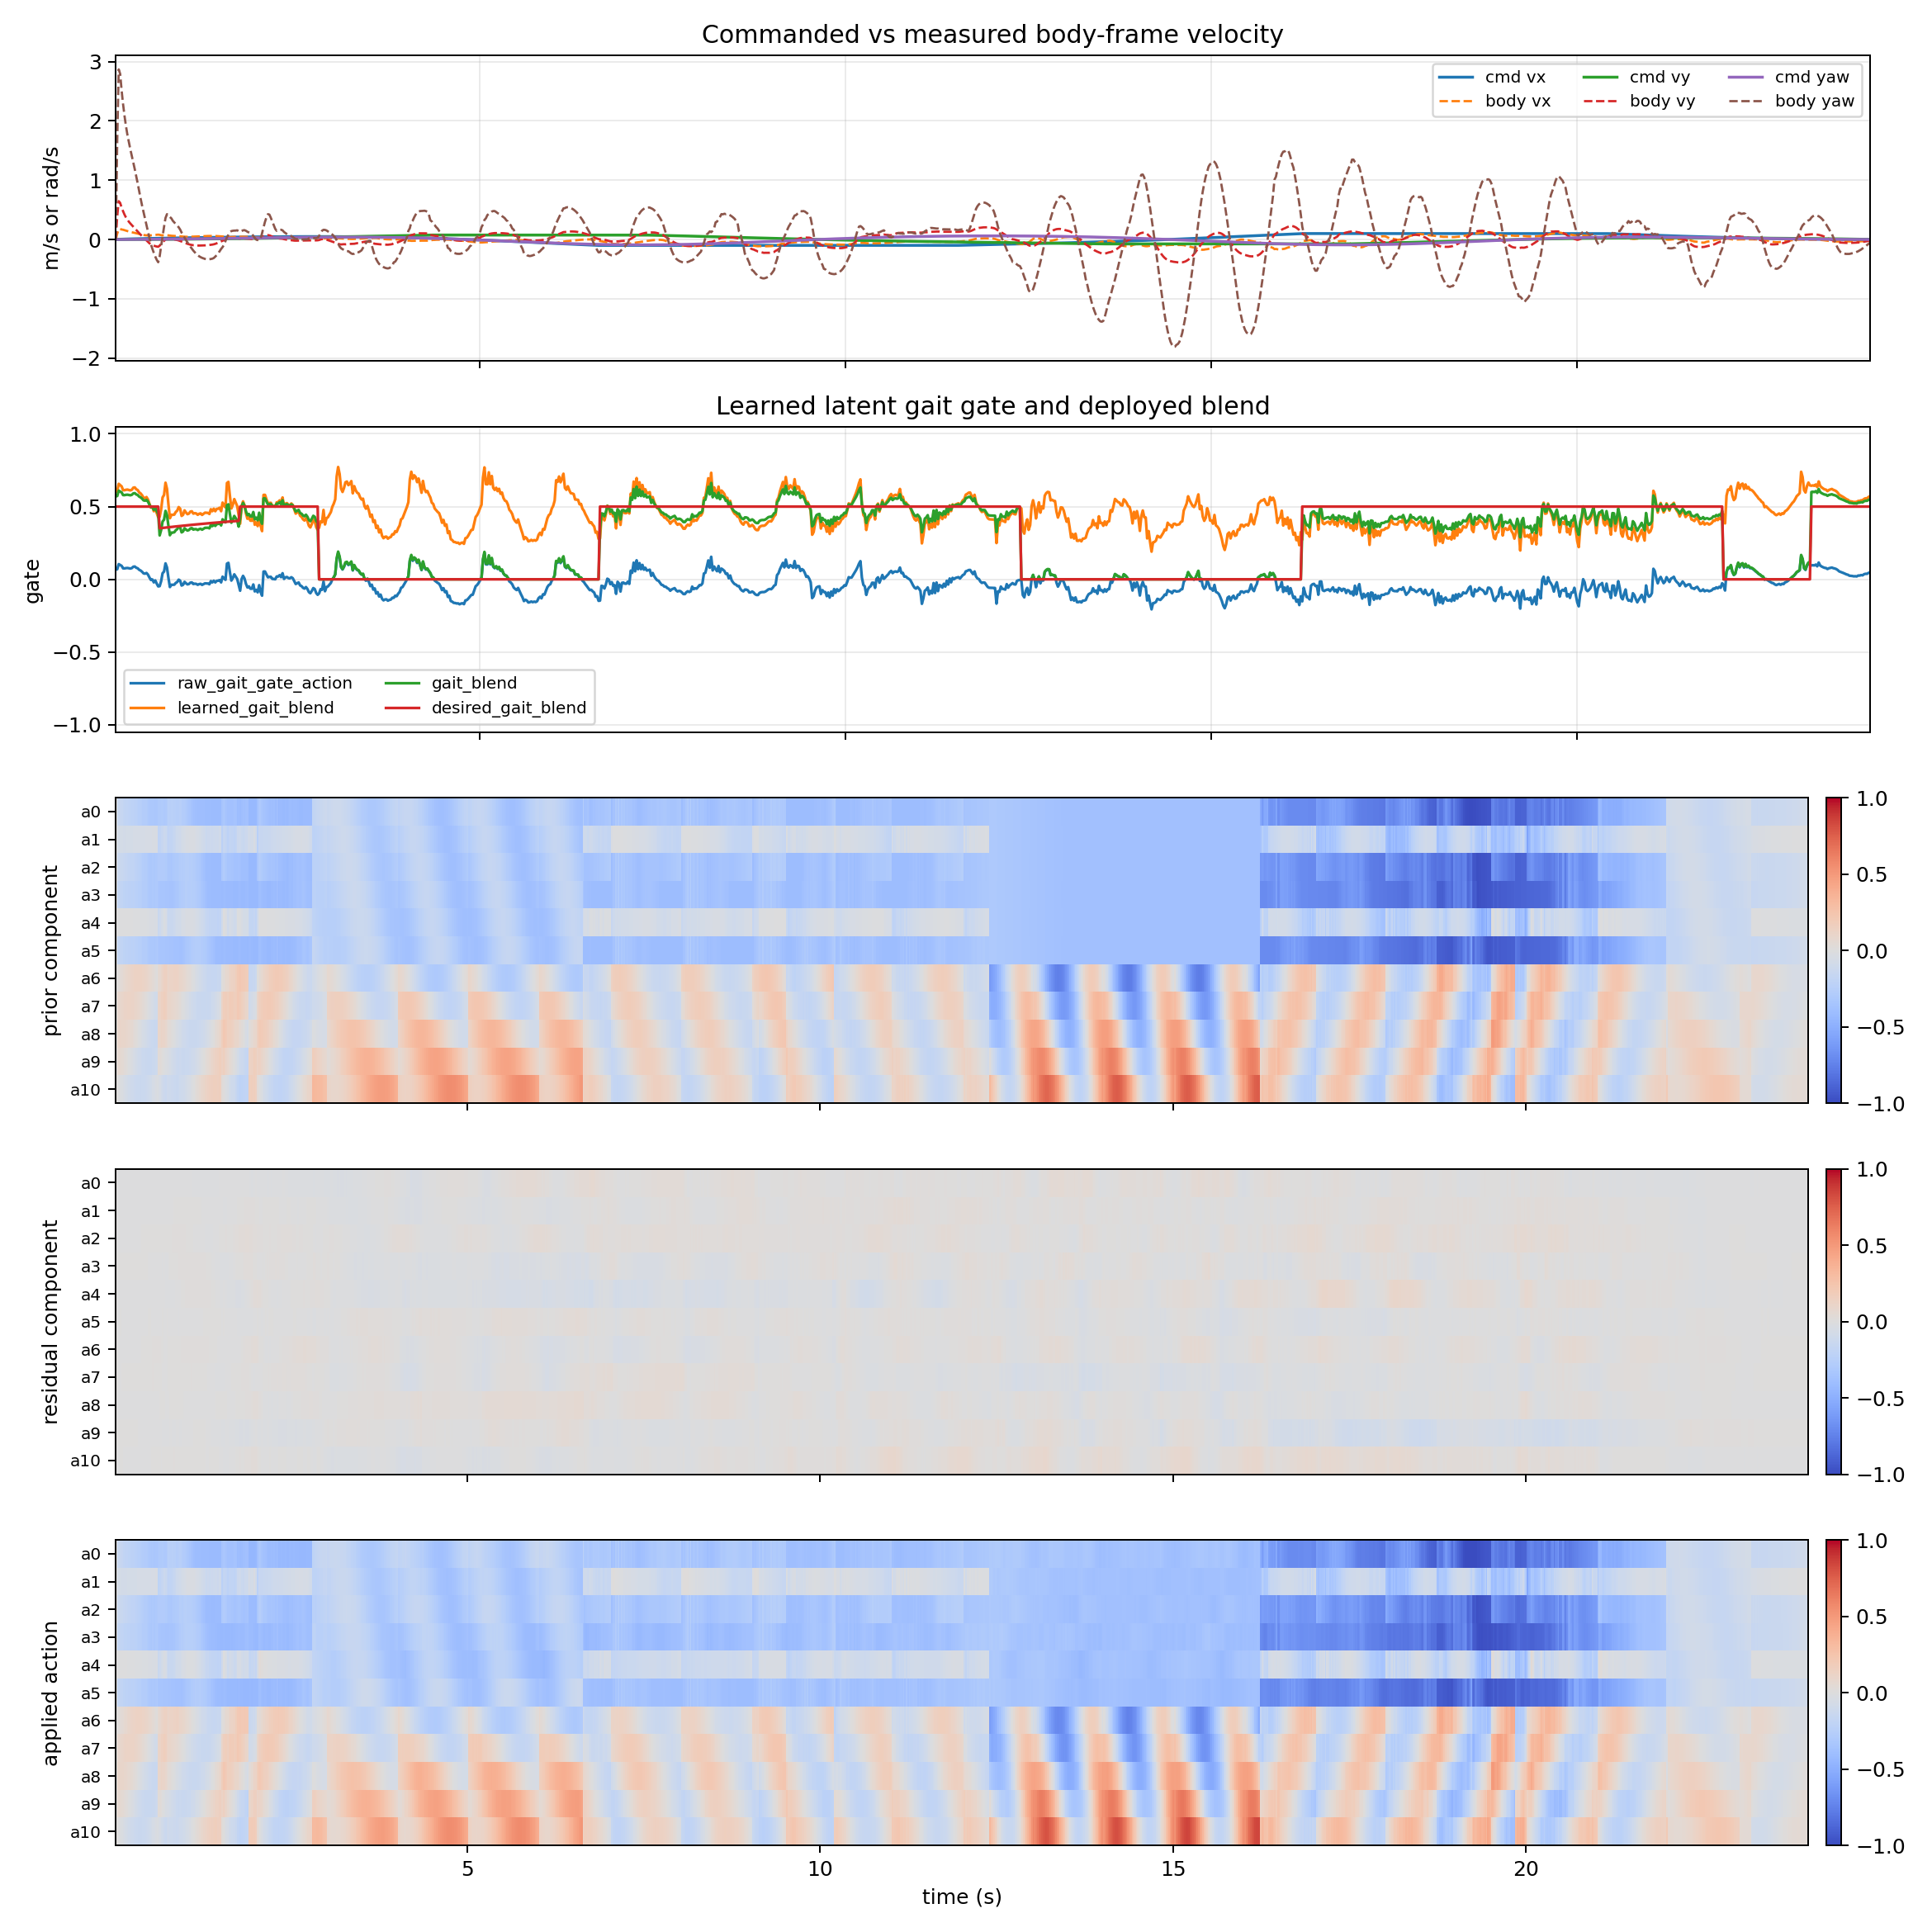 Commanded vs measured body-frame velocity
m/s or rad/s
3
2
1
0
−1
−2
cmd vx
body vx
cmd vy
body vy
cmd yaw
body yaw
Learned latent gait gate and deployed blend
gate
1.0
0.5
0.0
−0.5
−1.0
raw_gait_gate_action
learned_gait_blend
gait_blend
desired_gait_blend
prior component
a0
a1
a2
a3
a4
a5
a6
a7
a8
a9
a10
1.0
0.5
0.0
−0.5
−1.0
residual component
a0
a1
a2
a3
a4
a5
a6
a7
a8
a9
a10
1.0
0.5
0.0
−0.5
−1.0
applied action
a0
a1
a2
a3
a4
a5
a6
a7
a8
a9
a10
1.0
0.5
0.0
−0.5
−1.0
5
10
15
20
time (s)